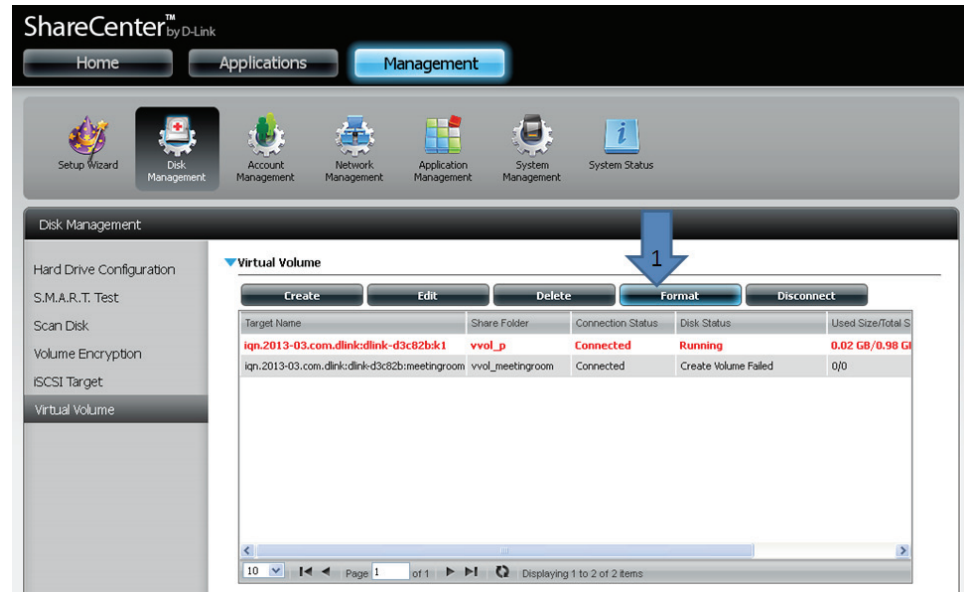 ShareCenter™ by D-Link
Home Applications Management
Setup Wizard Disk Management Account Management Network Management Application Management System Management System Status
Disk Management
Hard Drive Configuration
S.M.A.R.T. Test
Scan Disk
Volume Encryption
iSCSI Target
Virtual Volume
Virtual Volume
1
Create Edit Delete Format Disconnect
Target Name Share Folder Connection Status Disk Status Used Size/Total S
iqn.2013-03.com.dlink:dlink-d3c82b:k1 vvol_p Connected Running 0.02 GB/0.98 GI
iqn.2013-03.com.dlink:dlink-d3c82b:meetingroom vvol_meetingroom Connected Create Volume Failed 0/0
10 Page 1 of 1 Displaying 1 to 2 of 2 items